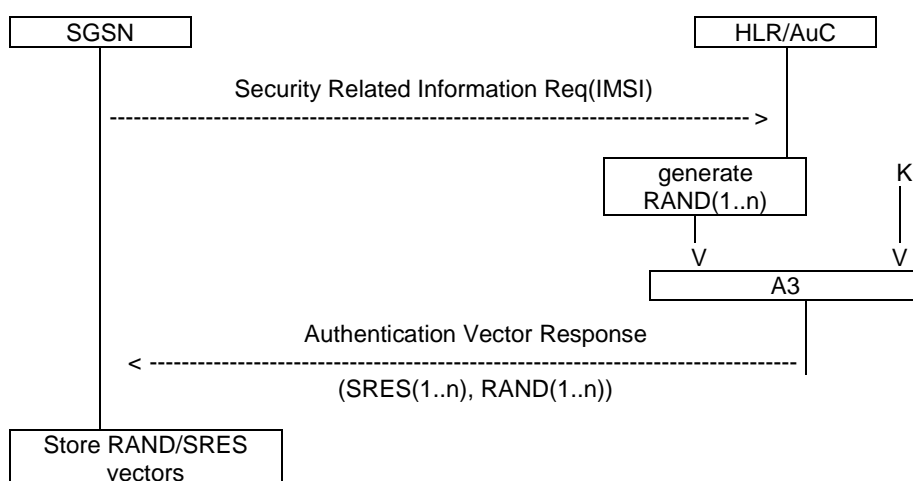 SGSN HLR/AuC
Security Related Information Req(IMSI)
------------------------------------------------------------------------------------ >
generate
RAND(1..n)
K
V V
A3
Authentication Vector Response
< ------------------------------------------------------------------------------------
(SRES(1..n), RAND(1..n))
Store RAND/SRES
vectors